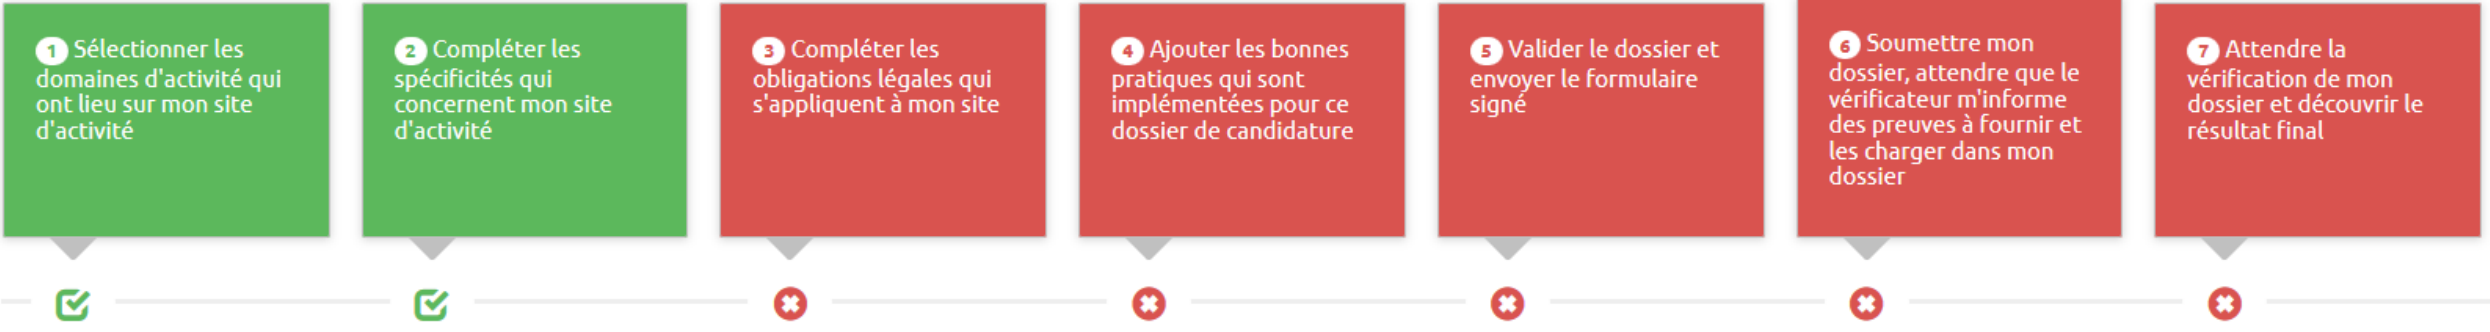 1 Sélectionner les
domaines d'activité qui
ont lieu sur mon site
d'activité
2 Compléter les
spécificités qui
concernent mon site
d'activité
3 Compléter les
obligations légales qui
s'appliquent à mon site
4 Ajouter les bonnes
pratiques qui sont
implémentées pour ce
dossier de candidature
5 Valider le dossier et
envoyer le formulaire
signé
6 Soumettre mon
dossier, attendre que le
vérificateur m'informe
des preuves à fournir et
les charger dans mon
dossier
7 Attendre la
vérification de mon
dossier et découvrir le
résultat final